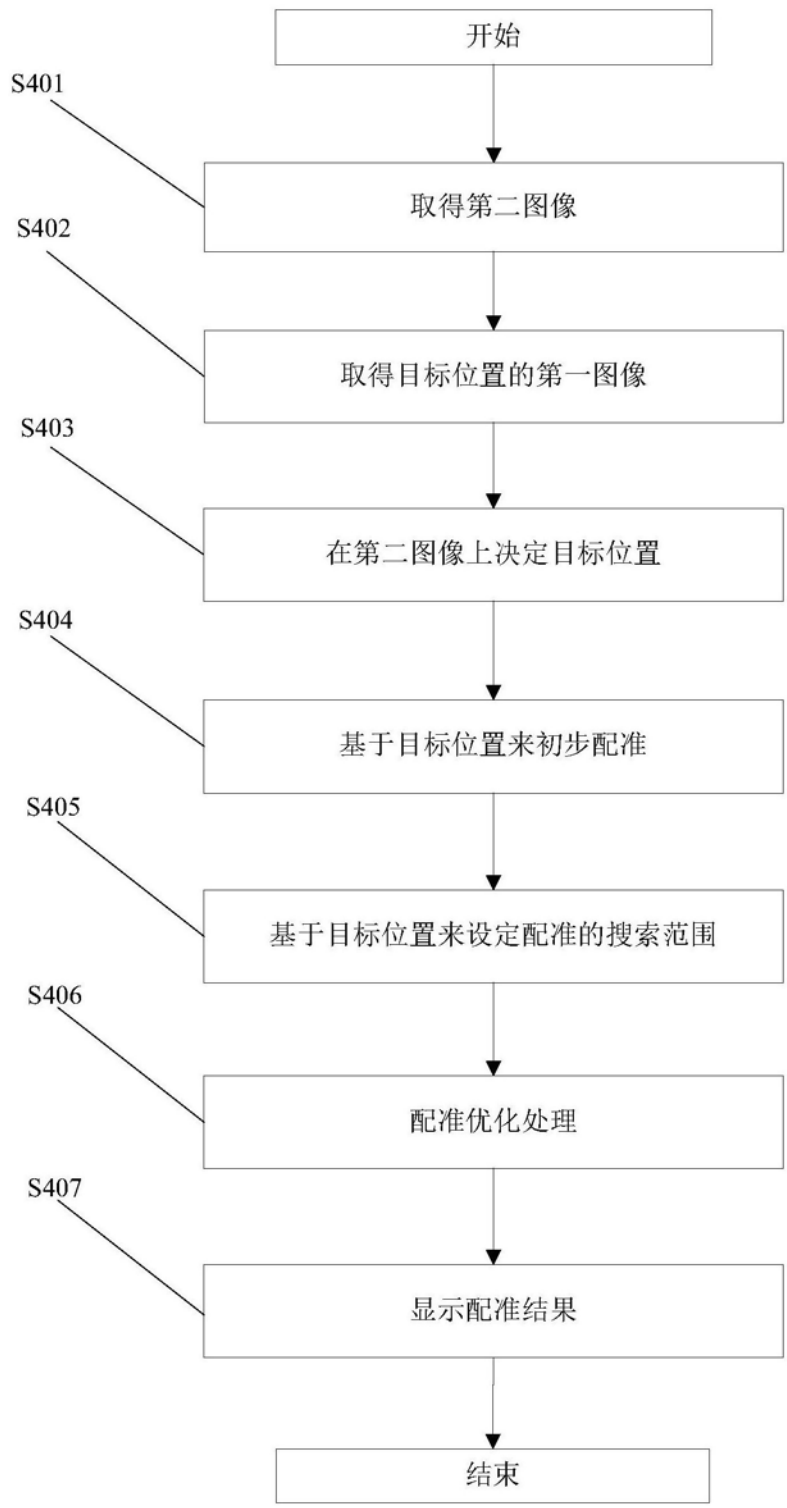 开始
S401
取得第二图像
S402
取得目标位置的第一图像
S403
在第二图像上决定目标位置
S404
基于目标位置来初步配准
S405
基于目标位置来设定配准的搜索范围
S406
配准优化处理
S407
显示配准结果
结束